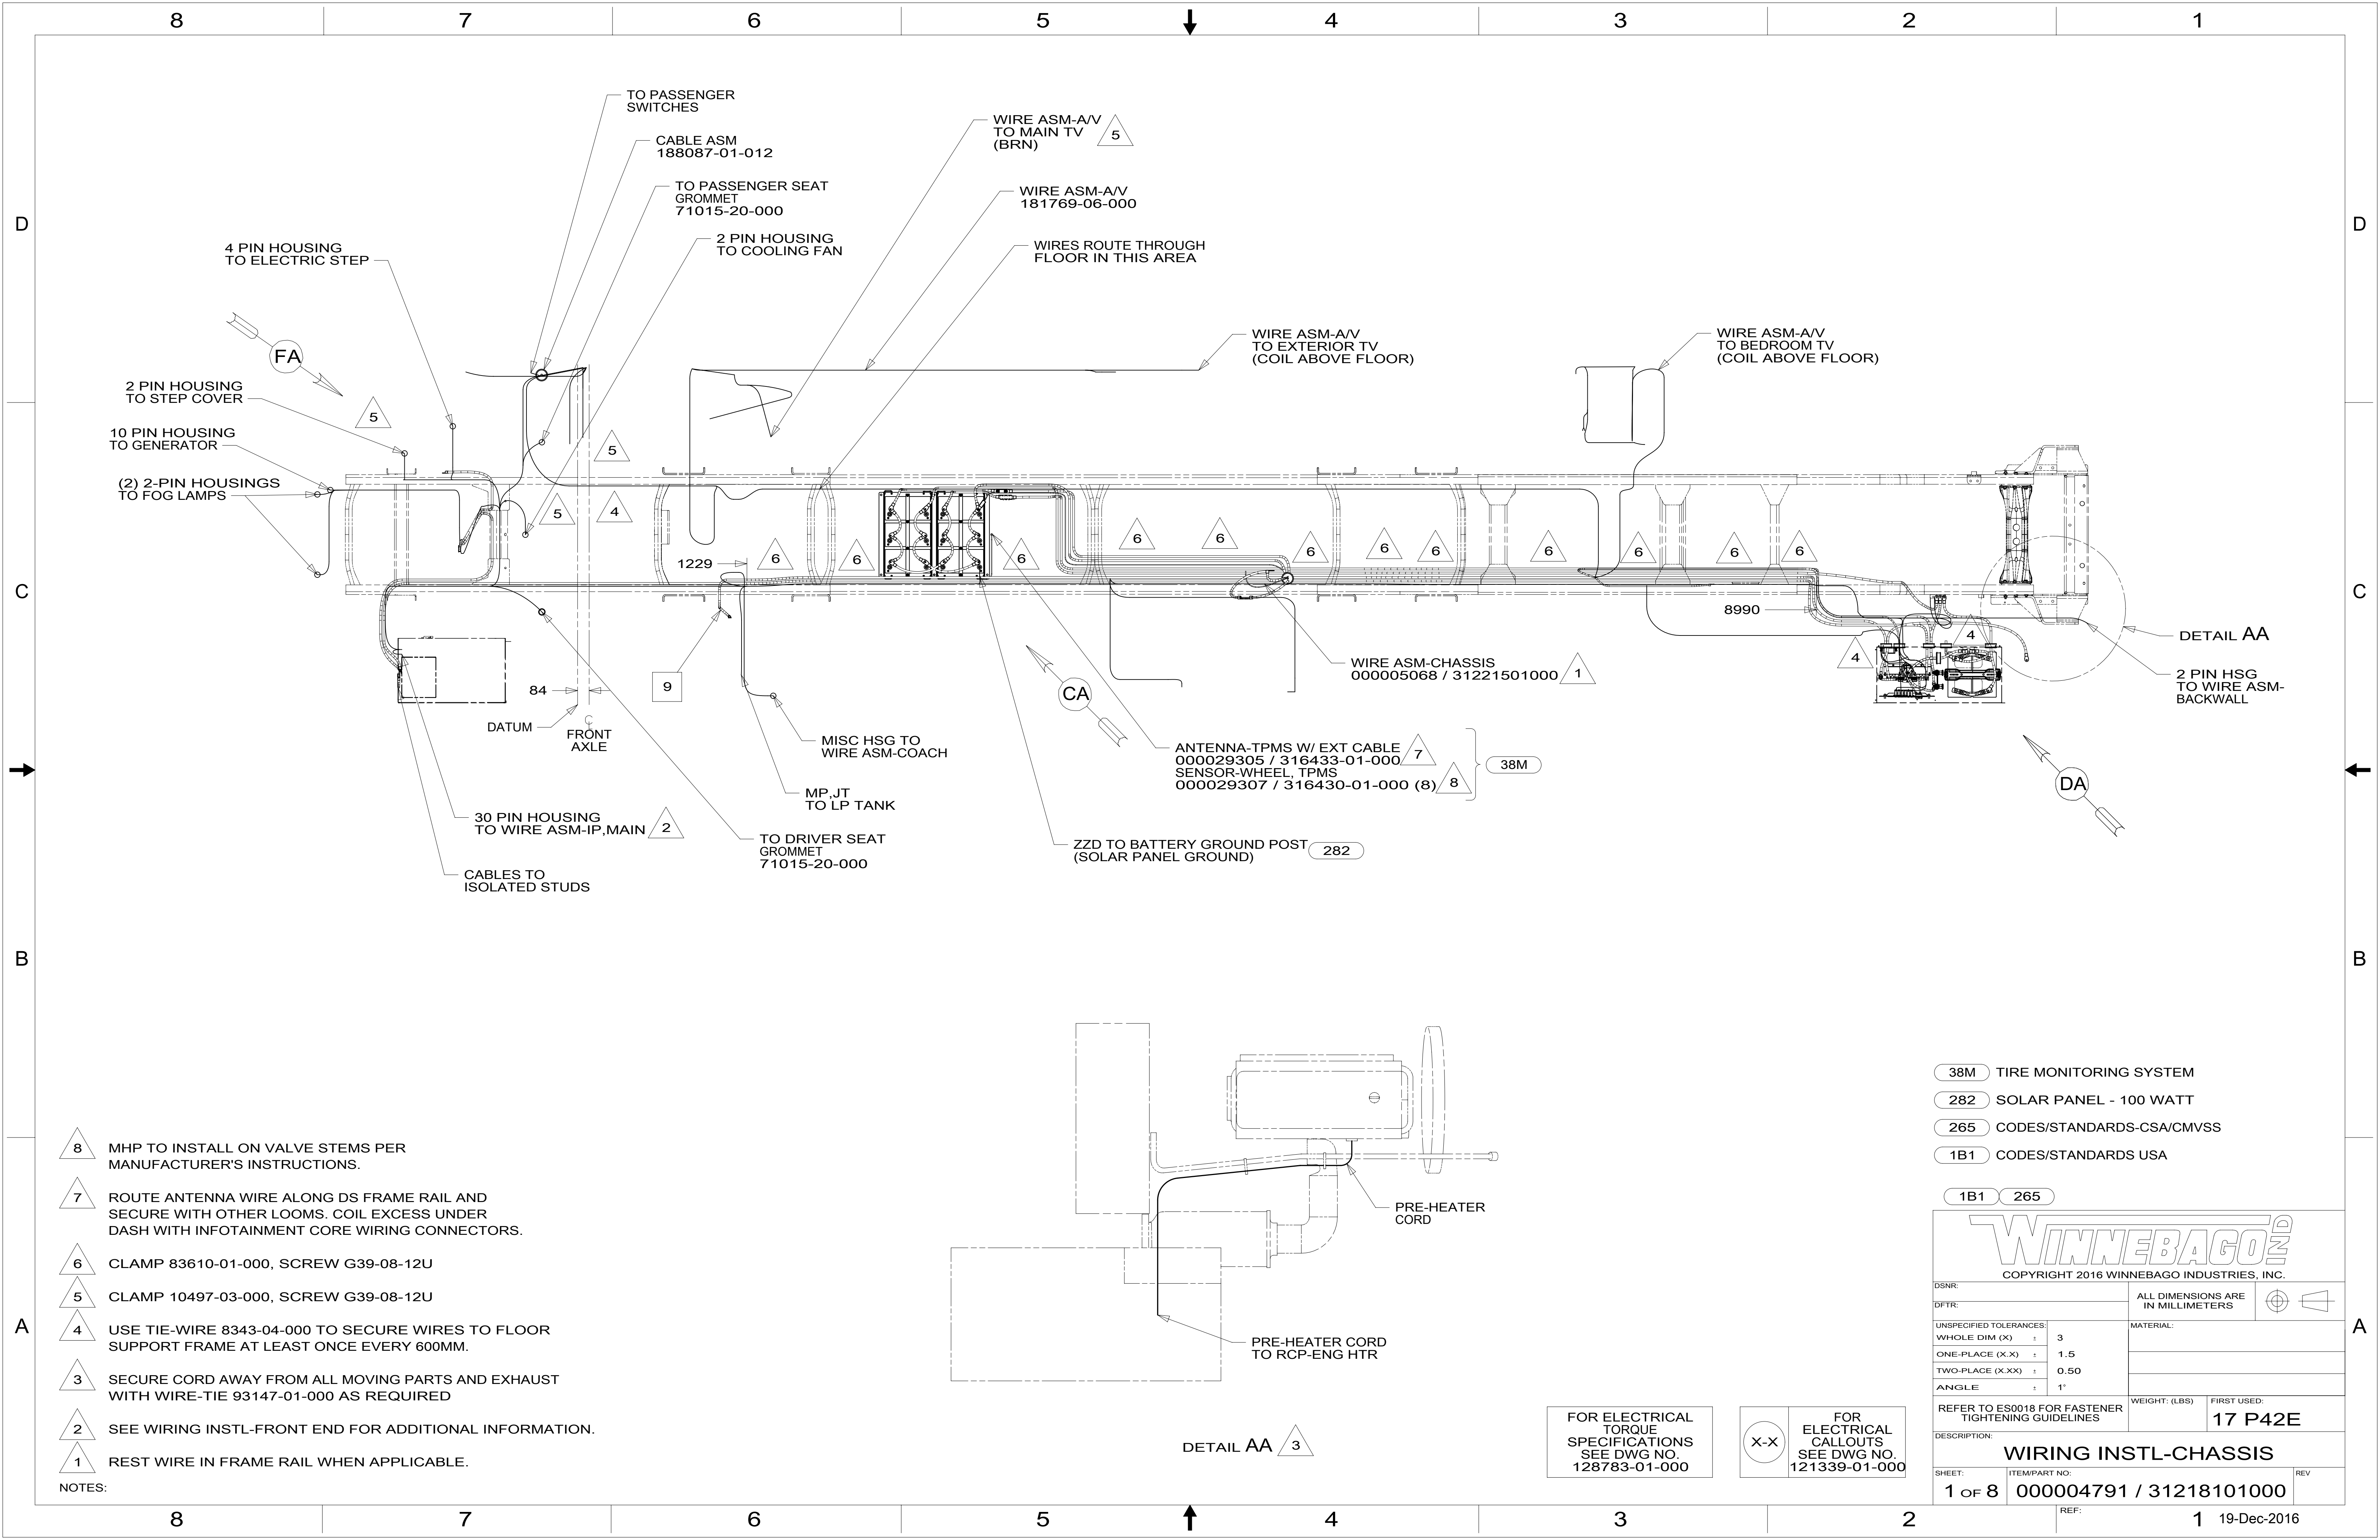 8 7 6 5 4 3 2 1
D
C
B
A
D
C
B
A
TO PASSENGER
SWITCHES
CABLE ASM
188087-01-012
TO PASSENGER SEAT
GROMMET
71015-20-000
2 PIN HOUSING
TO COOLING FAN
WIRE ASM-A/V
TO MAIN TV
(BRN)
5
WIRE ASM-A/V
181769-06-000
WIRES ROUTE THROUGH
FLOOR IN THIS AREA
4 PIN HOUSING
TO ELECTRIC STEP
FA
2 PIN HOUSING
TO STEP COVER
10 PIN HOUSING
TO GENERATOR
(2) 2-PIN HOUSINGS
TO FOG LAMPS
5
5
5
4
WIRE ASM-A/V
TO EXTERIOR TV
(COIL ABOVE FLOOR)
WIRE ASM-A/V
TO BEDROOM TV
(COIL ABOVE FLOOR)
1229
6
6
6
6
6
6
6
6
6
6
6
6
8990
4
4
DETAIL AA
2 PIN HSG
TO WIRE ASM-
BACKWALL
DA
84
DATUM
CL
FRONT
AXLE
9
WIRE ASM-CHASSIS
000005068 / 31221501000
1
CA
MISC HSG TO
WIRE ASM-COACH
MP,JT
TO LP TANK
ANTENNA-TPMS W/ EXT CABLE
000029305 / 316433-01-000
7
SENSOR-WHEEL, TPMS
000029307 / 316430-01-000 (8)
8
38M
30 PIN HOUSING
TO WIRE ASM-IP,MAIN
2
TO DRIVER SEAT
GROMMET
71015-20-000
ZZD TO BATTERY GROUND POST
(SOLAR PANEL GROUND)
282
CABLES TO
ISOLATED STUDS
PRE-HEATER
CORD
PRE-HEATER CORD
TO RCP-ENG HTR
DETAIL AA
3
8 MHP TO INSTALL ON VALVE STEMS PER
MANUFACTURER'S INSTRUCTIONS.
7 ROUTE ANTENNA WIRE ALONG DS FRAME RAIL AND
SECURE WITH OTHER LOOMS. COIL EXCESS UNDER
DASH WITH INFOTAINMENT CORE WIRING CONNECTORS.
6 CLAMP 83610-01-000, SCREW G39-08-12U
5 CLAMP 10497-03-000, SCREW G39-08-12U
4 USE TIE-WIRE 8343-04-000 TO SECURE WIRES TO FLOOR
SUPPORT FRAME AT LEAST ONCE EVERY 600MM.
3 SECURE CORD AWAY FROM ALL MOVING PARTS AND EXHAUST
WITH WIRE-TIE 93147-01-000 AS REQUIRED
2 SEE WIRING INSTL-FRONT END FOR ADDITIONAL INFORMATION.
1 REST WIRE IN FRAME RAIL WHEN APPLICABLE.
NOTES:
FOR ELECTRICAL
TORQUE
SPECIFICATIONS
SEE DWG NO.
128783-01-000
X-X
FOR
ELECTRICAL
CALLOUTS
SEE DWG NO.
121339-01-000
38M TIRE MONITORING SYSTEM
282 SOLAR PANEL - 100 WATT
265 CODES/STANDARDS-CSA/CMVSS
1B1 CODES/STANDARDS USA
1B1 265
WINNEBAGO IND
COPYRIGHT 2016 WINNEBAGO INDUSTRIES, INC.
DSNR:
DFTR:
ALL DIMENSIONS ARE
IN MILLIMETERS
UNSPECIFIED TOLERANCES:
WHOLE DIM (X) ± 3
ONE-PLACE (X.X) ± 1.5
TWO-PLACE (X.XX) ± 0.50
ANGLE ± 1°
MATERIAL:
REFER TO ES0018 FOR FASTENER
TIGHTENING GUIDELINES
WEIGHT: (LBS)
FIRST USED:
17 P42E
DESCRIPTION:
WIRING INSTL-CHASSIS
SHEET:
1 OF 8
ITEM/PART NO:
000004791 / 31218101000
REV
REF:
19-Dec-2016
8 7 6 5 4 3 2 1